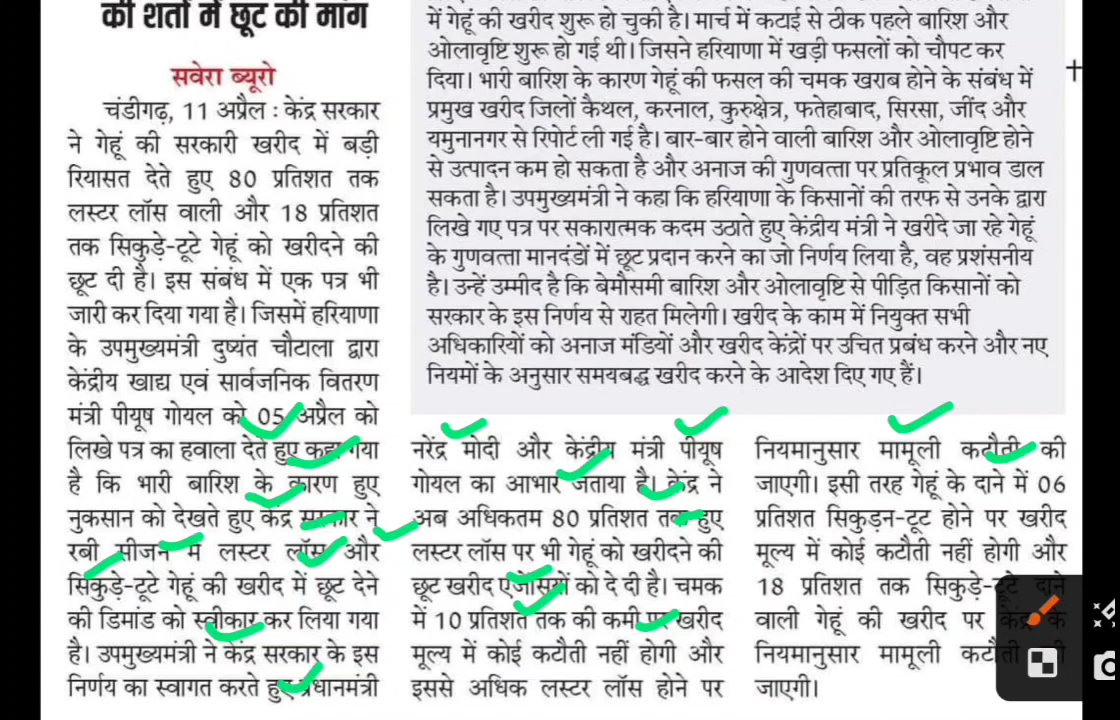 की शर्तों में छूट की मांग
सवेरा ब्यूरो
चंडीगढ़, 11 अप्रैल : केंद्र सरकार
ने गेहूं की सरकारी खरीद में बड़ी
रियासत देते हुए 80 प्रतिशत तक
लस्टर लॉस वाली और 18 प्रतिशत
तक सिकुड़े-टूटे गेहूं को खरीदने की
छूट दी है। इस संबंध में एक पत्र भी
जारी कर दिया गया है। जिसमें हरियाणा
के उपमुख्यमंत्री दुष्यंत चौटाला द्वारा
केंद्रीय खाद्य एवं सार्वजनिक वितरण
मंत्री पीयूष गोयल को 05 अप्रैल को
लिखे पत्र का हवाला देते हुए कहा गया
है कि भारी बारिश के कारण हुए
नुकसान को देखते हुए केंद्र सरकार ने
रबी सीजन में लस्टर लॉस और
सिकुड़े-टूटे गेहूं की खरीद में छूट देने
की डिमांड को स्वीकार कर लिया गया
है। उपमुख्यमंत्री ने केंद्र सरकार के इस
निर्णय का स्वागत करते हुए प्रधानमंत्री
में गेहूं की खरीद शुरू हो चुकी है। मार्च में कटाई से ठीक पहले बारिश और
ओलावृष्टि शुरू हो गई थी। जिसने हरियाणा में खड़ी फसलों को चौपट कर
दिया। भारी बारिश के कारण गेहूं की फसल की चमक खराब होने के संबंध में
प्रमुख खरीद जिलों कैथल, करनाल, कुरुक्षेत्र, फतेहाबाद, सिरसा, जींद और
यमुनानगर से रिपोर्ट ली गई है। बार-बार होने वाली बारिश और ओलावृष्टि होने
से उत्पादन कम हो सकता है और अनाज की गुणवत्ता पर प्रतिकूल प्रभाव डाल
सकता है। उपमुख्यमंत्री ने कहा कि हरियाणा के किसानों की तरफ से उनके द्वारा
लिखे गए पत्र पर सकारात्मक कदम उठाते हुए केंद्रीय मंत्री ने खरीदे जा रहे गेहूं
के गुणवत्ता मानदंडों में छूट प्रदान करने का जो निर्णय लिया है, वह प्रशंसनीय
है। उन्हें उम्मीद है कि बेमौसमी बारिश और ओलावृष्टि से पीड़ित किसानों को
सरकार के इस निर्णय से राहत मिलेगी। खरीद के काम में नियुक्त सभी
अधिकारियों को अनाज मंडियों और खरीद केंद्रों पर उचित प्रबंध करने और नए
नियमों के अनुसार समयबद्ध खरीद करने के आदेश दिए गए हैं।
नरेंद्र मोदी और केंद्रीय मंत्री पीयूष
गोयल का आभार जताया है। केंद्र ने
अब अधिकतम 80 प्रतिशत तक हुए
लस्टर लॉस पर भी गेहूं को खरीदने की
छूट खरीद एजेंसियों को दे दी है। चमक
में 10 प्रतिशत तक की कमी पर खरीद
मूल्य में कोई कटौती नहीं होगी और
इससे अधिक लस्टर लॉस होने पर
नियमानुसार मामूली कटौती की
जाएगी। इसी तरह गेहूं के दाने में 06
प्रतिशत सिकुड़न-टूट होने पर खरीद
मूल्य में कोई कटौती नहीं होगी और
18 प्रतिशत तक सिकुड़े-टूटे दाने
वाली गेहूं की खरीद पर केंद्र के
नियमानुसार मामूली कटौती की
जाएगी।